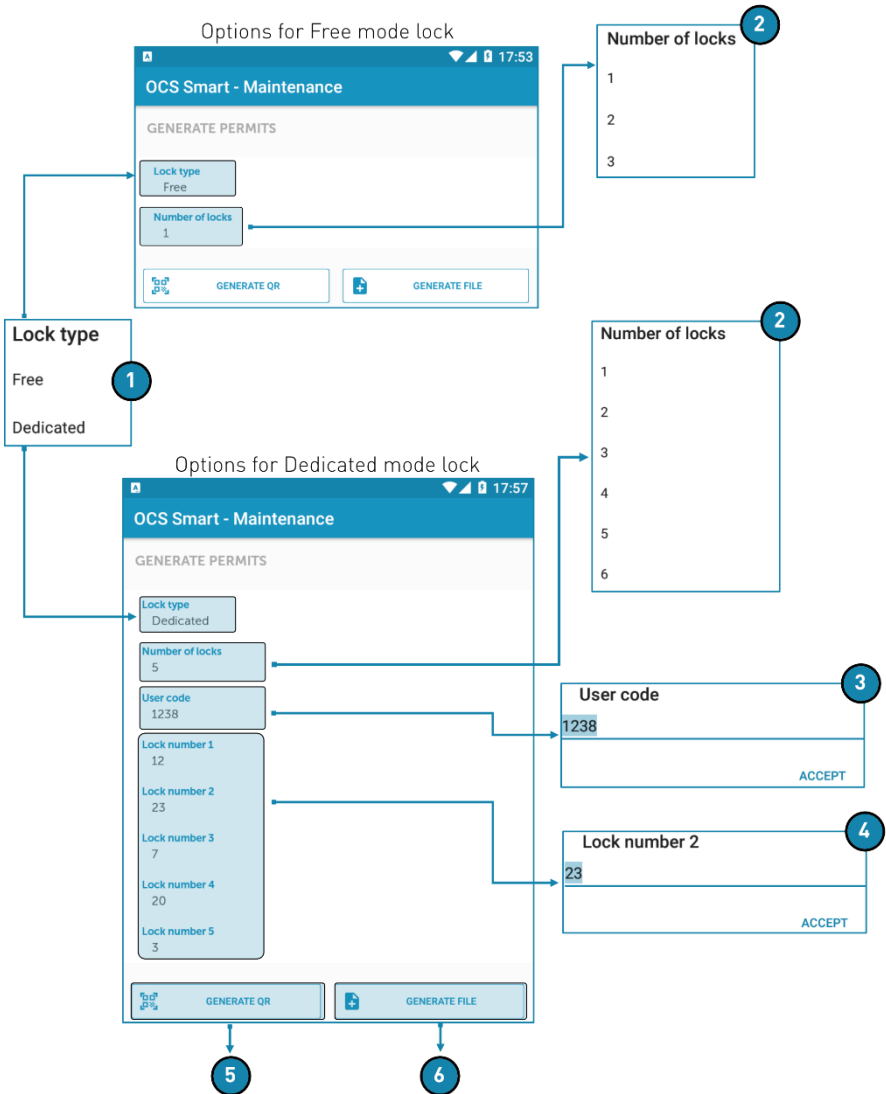 Options for Free mode lock
17:53
OCS Smart - Maintenance
GENERATE PERMITS
Lock type
Free
Number of locks
1
GENERATE QR
GENERATE FILE
2
Number of locks
1
2
3
Lock type
Free
Dedicated
1
Options for Dedicated mode lock
17:57
OCS Smart - Maintenance
GENERATE PERMITS
Lock type
Dedicated
Number of locks
5
User code
1238
Lock number 1
12
Lock number 2
23
Lock number 3
7
Lock number 4
20
Lock number 5
3
GENERATE QR
GENERATE FILE
2
Number of locks
1
2
3
4
5
6
3
User code
1238
ACCEPT
4
Lock number 2
23
ACCEPT
5
6